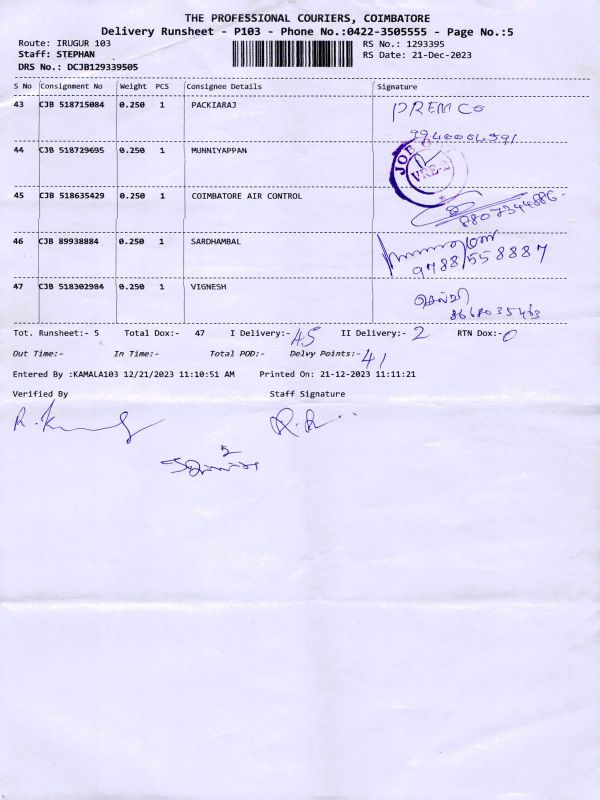 THE PROFESSIONAL COURIERS, COIMBATORE
Delivery Runsheet - P103 - Phone No.:0422-3505555 - Page No.:5
Route: IRUGUR 103 RS No.: 1293395
Staff: STEPHAN RS Date: 21-Dec-2023
DRS No.: DCJB129339505
S No Consignment No Weight PCS Consignee Details Signature
43 CJB 518715084 0.250 1 PACKIARAJ PREMCO
44 CJB 518729695 0.250 1 MUNNIYAPPAN
45 CJB 518635429 0.250 1 COIMBATORE AIR CONTROL
8807344886
46 CJB 89938884 0.250 1 SARDHAMBAL
9788558887
47 CJB 518302984 0.250 1 VIGNESH செல்வி
Tot. Runsheet:- 5 Total Dox:- 47 I Delivery:- 45 II Delivery:- 2 RTN Dox:- 0
Out Time:- In Time:- Total POD:- Delvy Points:- 41
Entered By :KAMALA103 12/21/2023 11:10:51 AM Printed On: 21-12-2023 11:11:21
Verified By Staff Signature